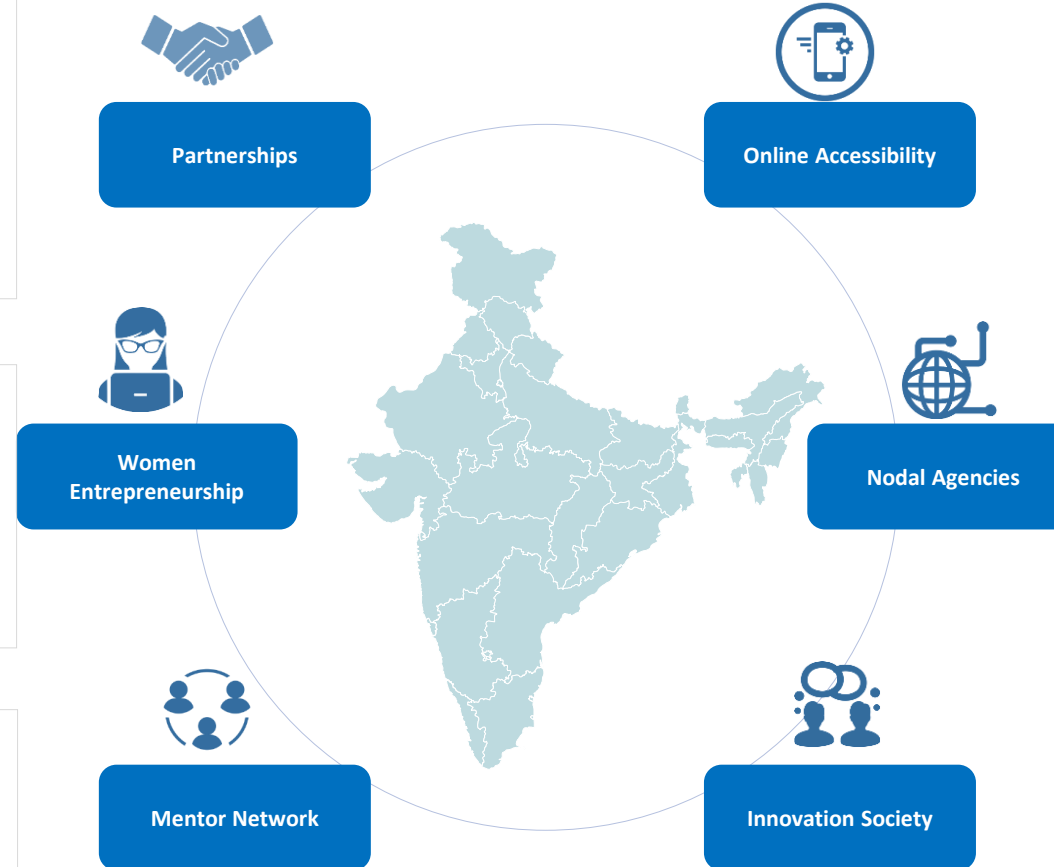 Partnerships
Online Accessibility
Women
Entrepreneurship
Nodal Agencies
Mentor Network
Innovation Society